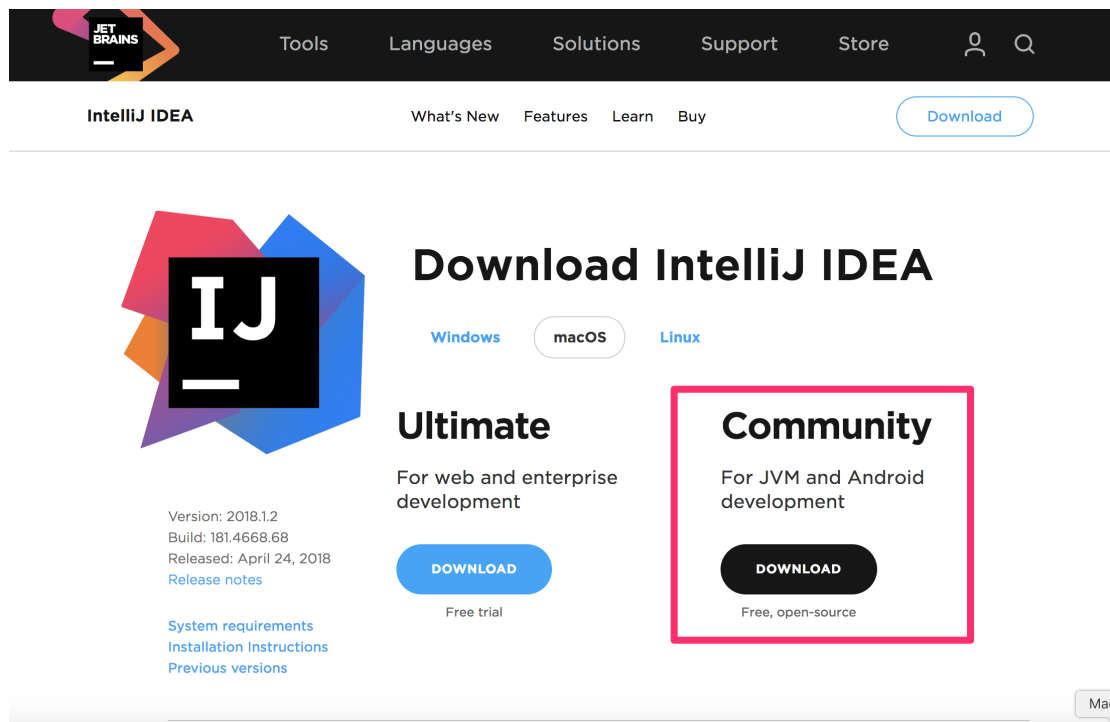 JET
BRAINS
Tools Languages Solutions Support Store
IntelliJ IDEA
What's New Features Learn Buy
Download
IJ
Download IntelliJ IDEA
Windows macOS Linux
Ultimate
For web and enterprise
development
DOWNLOAD
Free trial
Community
For JVM and Android
development
DOWNLOAD
Free, open-source
Version: 2018.1.2
Build: 181.4668.68
Released: April 24, 2018
Release notes
System requirements
Installation Instructions
Previous versions